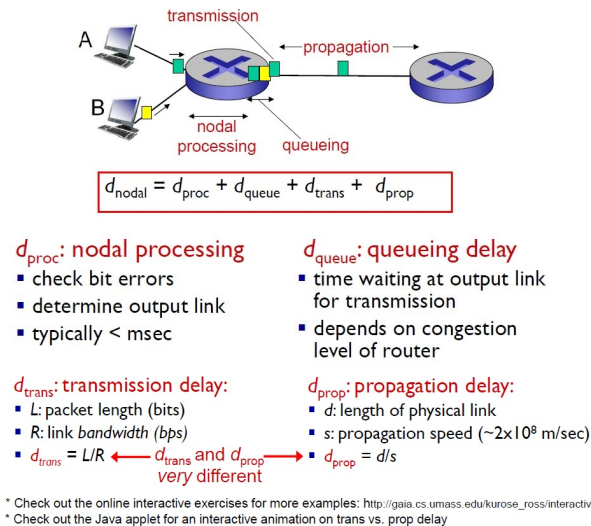 transmission
A
propagation
B
nodal
processing
queueing
dnodal = dproc + dqueue + dtrans + dprop
dproc: nodal processing
▪ check bit errors
▪ determine output link
▪ typically < msec
dqueue: queueing delay
▪ time waiting at output link
for transmission
▪ depends on congestion
level of router
dtrans: transmission delay:
▪ L: packet length (bits)
▪ R: link bandwidth (bps)
▪ dtrans = L/R
dtrans and dprop
very different
dprop: propagation delay:
▪ d: length of physical link
▪ s: propagation speed (~2x10⁸ m/sec)
▪ dprop = d/s
* Check out the online interactive exercises for more examples: http://gaia.cs.umass.edu/kurose_ross/interactiv
* Check out the Java applet for an interactive animation on trans vs. prop delay